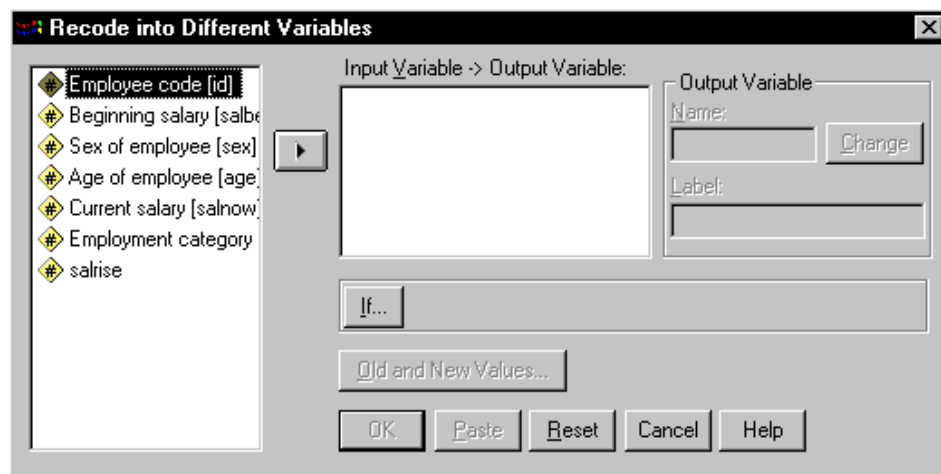 Recode into Different Variables
Employee code [id]
Beginning salary [salbe
Sex of employee [sex]
Age of employee [age]
Current salary [salnow]
Employment category
salrise
Input Variable -> Output Variable:
Output Variable
Name:
Change
Label:
If...
Old and New Values...
OK
Paste
Reset
Cancel
Help